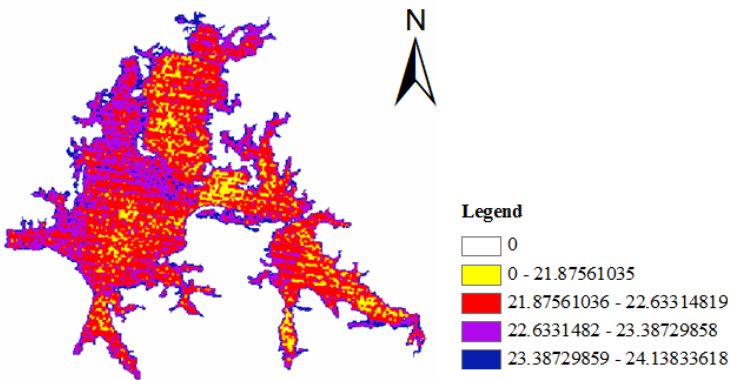 N
Legend
0
0 - 21.87561035
21.87561036 - 22.63314819
22.6331482 - 23.38729858
23.38729859 - 24.13833618